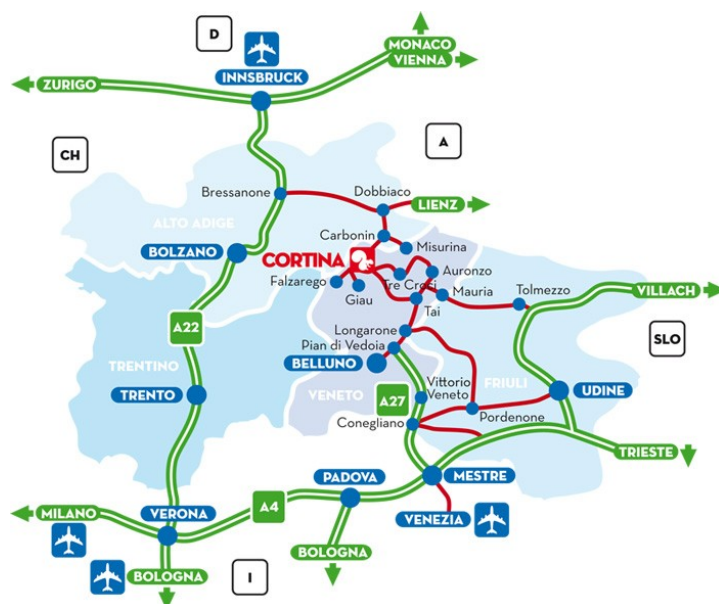 D
MONACO
VIENNA
INNSBRUCK
ZURIGO
CH
A
Bressanone
Dobbiaco
LIENZ
ALTO ADIGE
Carbonin
Misurina
BOLZANO
CORTINA
Falzarego
Tre Croci
Auronzo
Giau
Mauria
Tolmezzo
VILLACH
Tai
A22
Longarone
SLO
Pian di Vedoia
TRENTINO
BELLUNO
FRIULI
TRENTO
VENETO
A27
Vittorio
Veneto
UDINE
Conegliano
Pordenone
TRIESTE
PADOVA
MESTRE
MILANO
VERONA
A4
VENEZIA
BOLOGNA
BOLOGNA
I